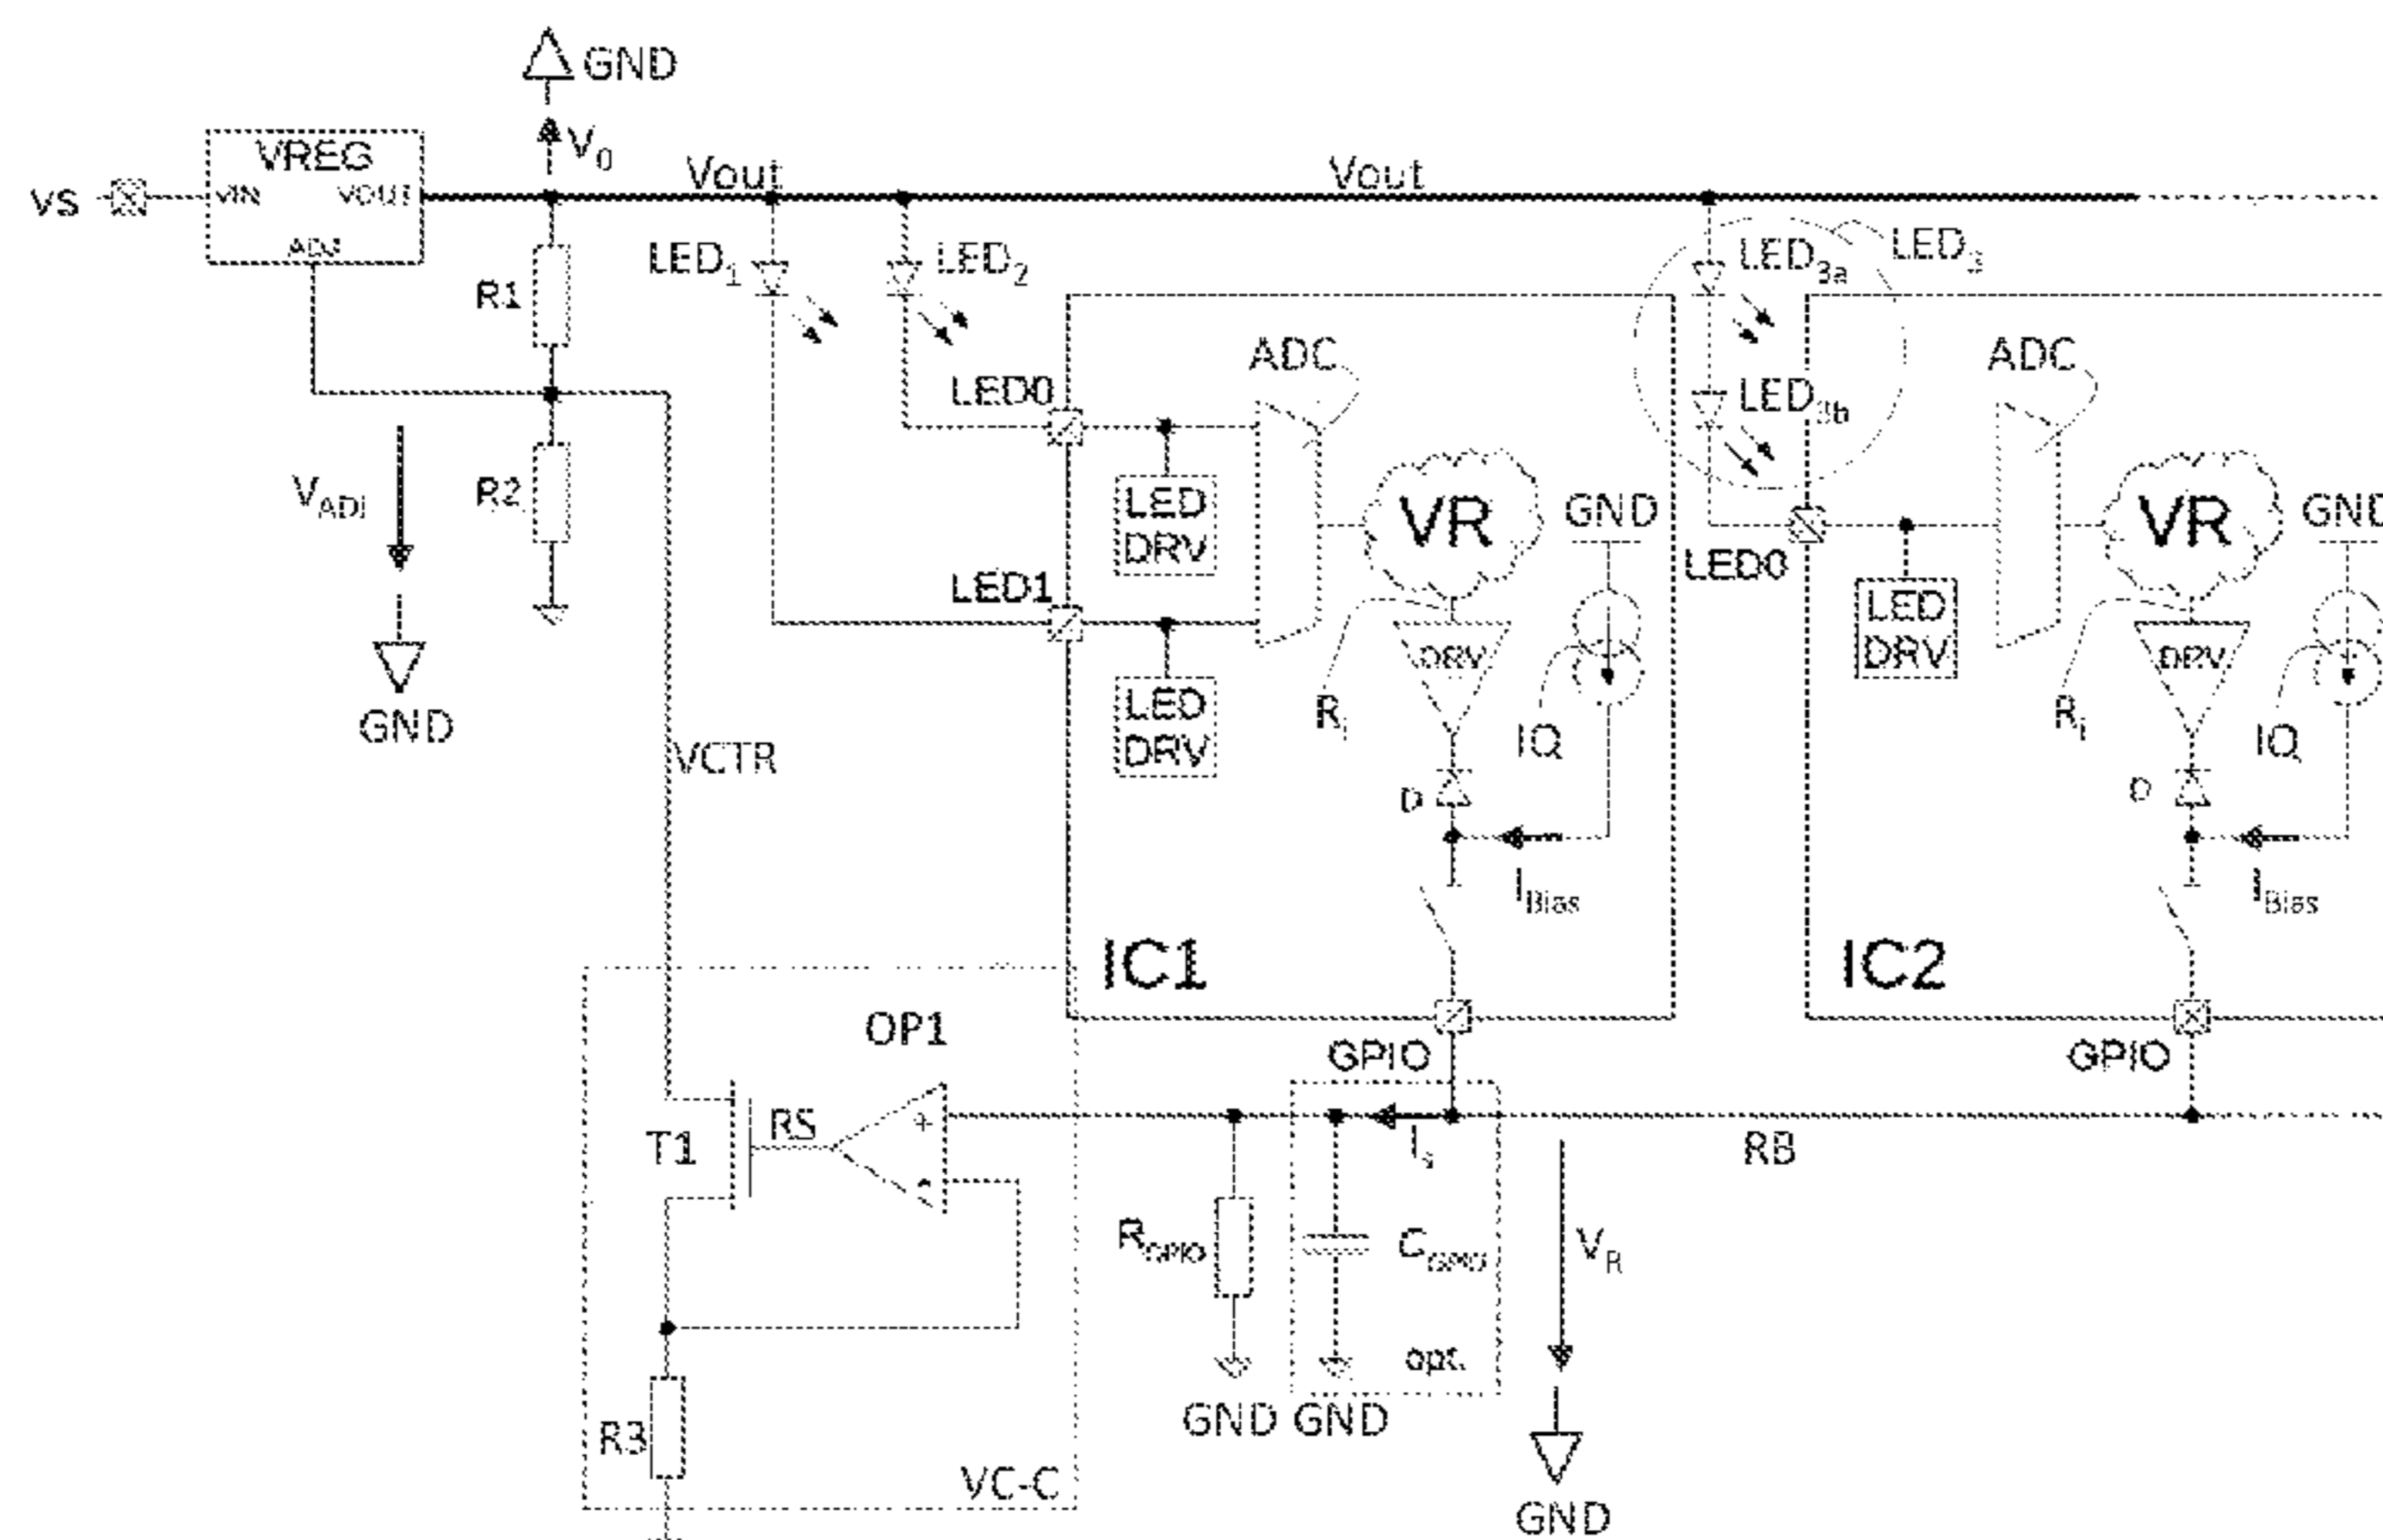 GND
V0
VREG
VS
VIN
VOUT
ADJ
Vout
Vout
R1
LED1
LED2
LED3a
LED3
ADC
ADC
LED0
LED3b
R2
VADJ
LED
DRV
VR
GND
VR
GND
LED1
LED0
LED
DRV
LED
DRV
DRV
DRV
Ri
IQ
Ri
IQ
GND
VCTR
D
D
IBias
IBias
IC1
IC2
OP1
GPIO
GPIO
T1
RS
+
-
Is
RB
RGPIO
CGPIO
VR
opt.
GND
GND
R3
VC-C
GND